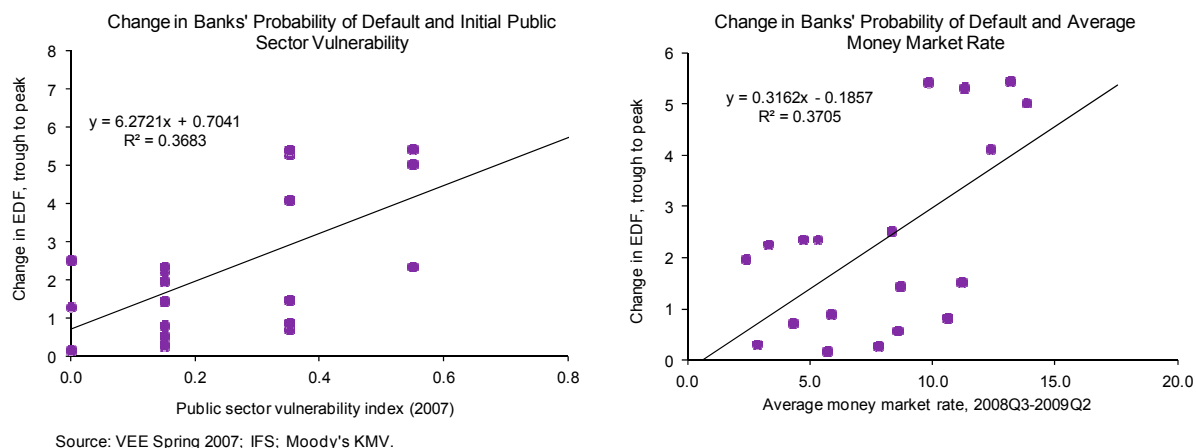 Change in Banks' Probability of Default and Initial Public
Sector Vulnerability
8
7
6
5
4
3
2
1
0
y = 6.2721x + 0.7041
R² = 0.3683
Change in EDF, trough to peak
0.0 0.2 0.4 0.6 0.8
Public sector vulnerability index (2007)
Change in Banks' Probability of Default and Average
Money Market Rate
6
5
4
3
2
1
0
y = 0.3162x - 0.1857
R² = 0.3705
Change in EDF, trough to peak
0.0 5.0 10.0 15.0 20.0
Average money market rate, 2008Q3-2009Q2
Source: VEE Spring 2007; IFS; Moody's KMV.